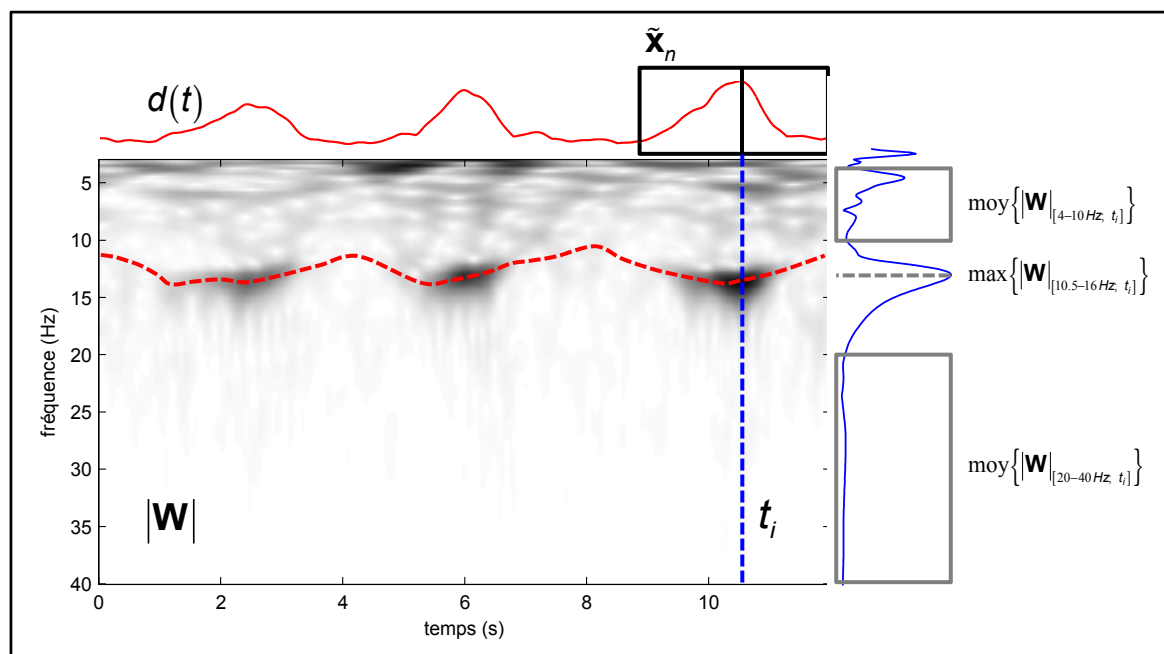 x̃ₙ
d(t)
5
10
15
20
25
30
35
40
fréquence (Hz)
|W|
tᵢ
0
2
4
6
8
10
temps (s)
moy{|W|[4–10Hz; tᵢ]}
max{|W|[10.5–16Hz; tᵢ]}
moy{|W|[20–40Hz; tᵢ]}